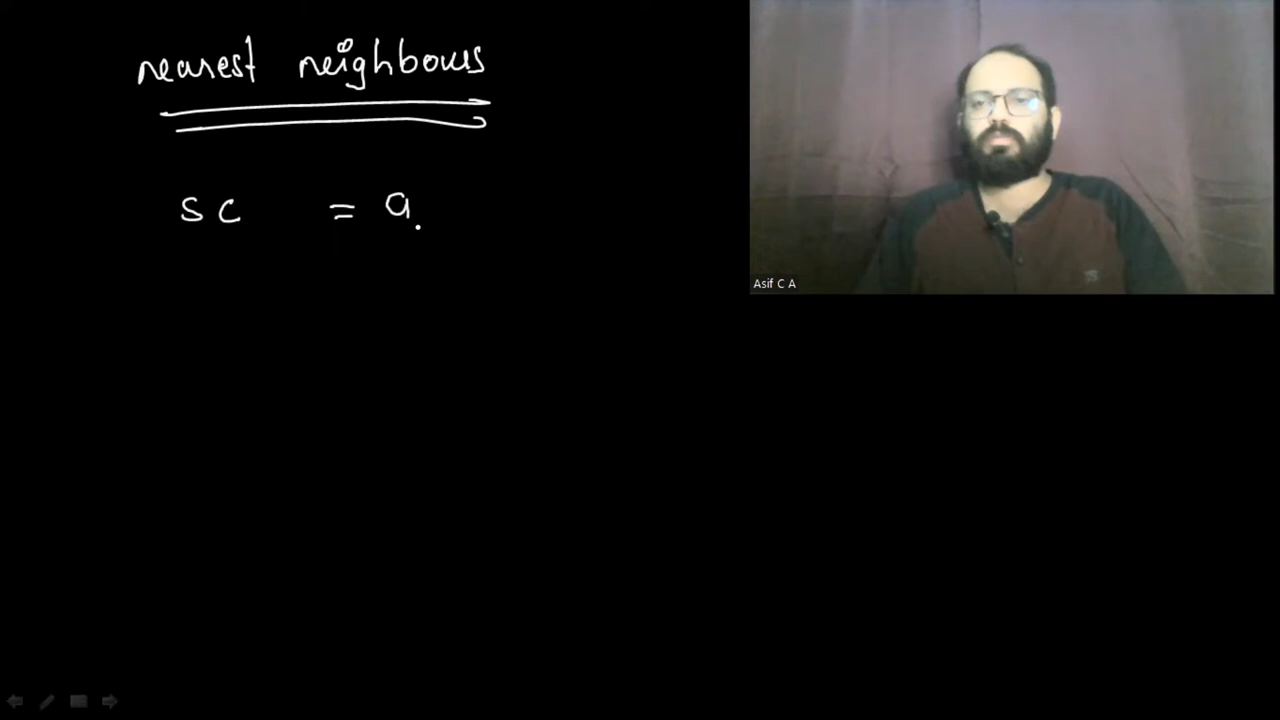 nearest neighbours
sc = a.
Asif C A